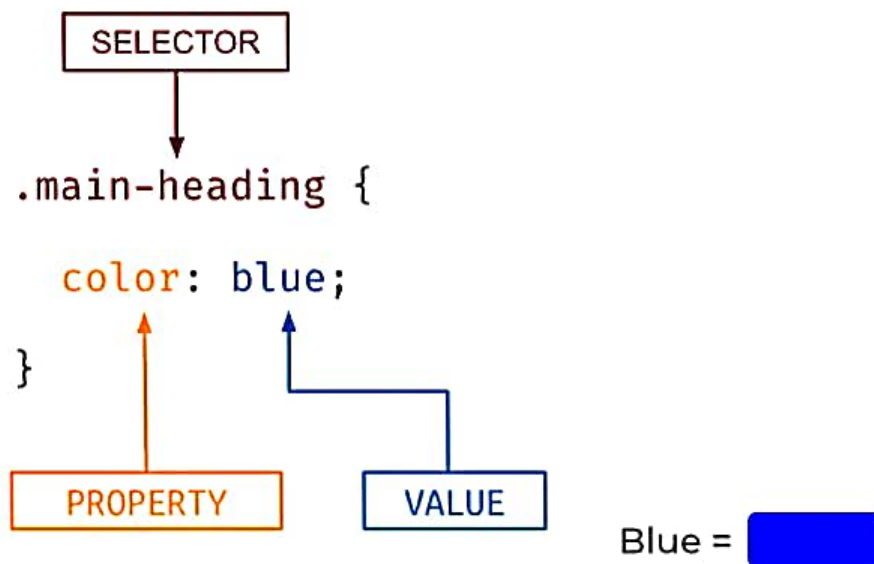 SELECTOR
.main-heading {
color: blue;
}
PROPERTY
VALUE
Blue =